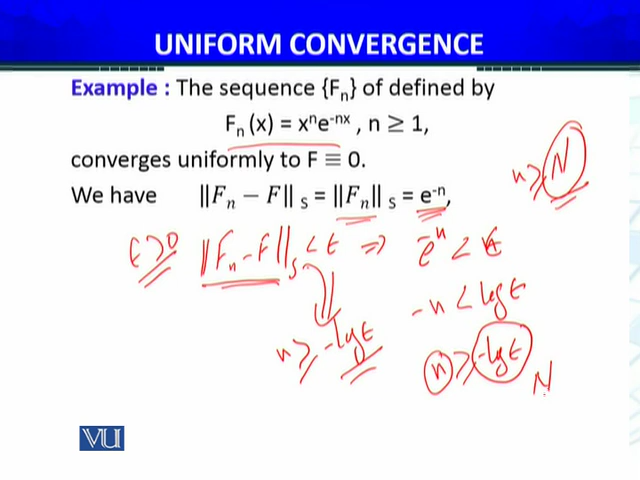 UNIFORM CONVERGENCE
Example : The sequence {Fₙ} of defined by
Fₙ(x) = xⁿe⁻ⁿˣ , n ≥ 1,
converges uniformly to F ≡ 0.
We have ‖Fₙ − F‖ S = ‖Fₙ‖ S = e⁻ⁿ,
n ≥ N
ε > 0 ‖Fₙ − F‖S < ε ⇒ e⁻ⁿ < ε
-n < log ε
n ≥ -log ε
n ≥ -log ε
N
VU